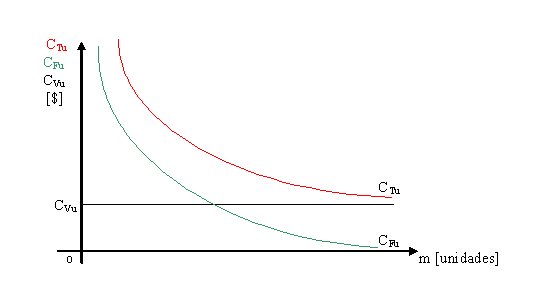 CTu
CFu
CVu
[$]
CTu
CVu
CFu
0
m [unidades]